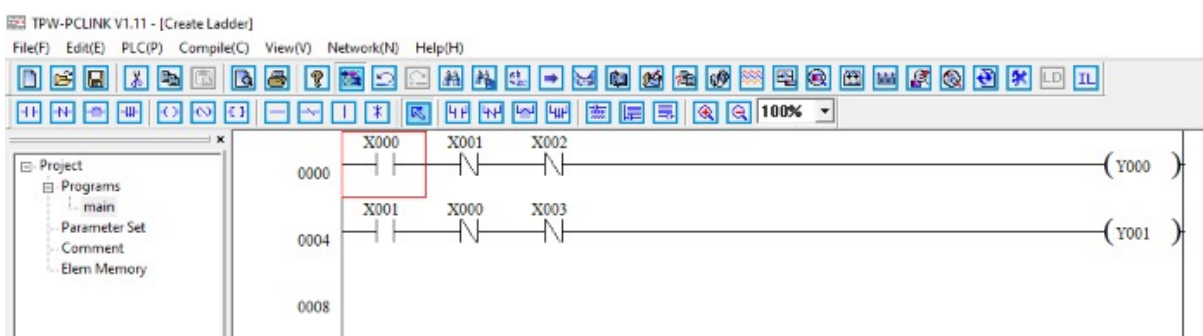 TPW-PCLINK V1.11 - [Create Ladder]
File(F) Edit(E) PLC(P) Compile(C) View(V) Network(N) Help(H)
LD IL
100%
Project
Programs
main
Parameter Set
Comment
Elem Memory
X000 X001 X002
0000 Y000
X001 X000 X003
0004 Y001
0008